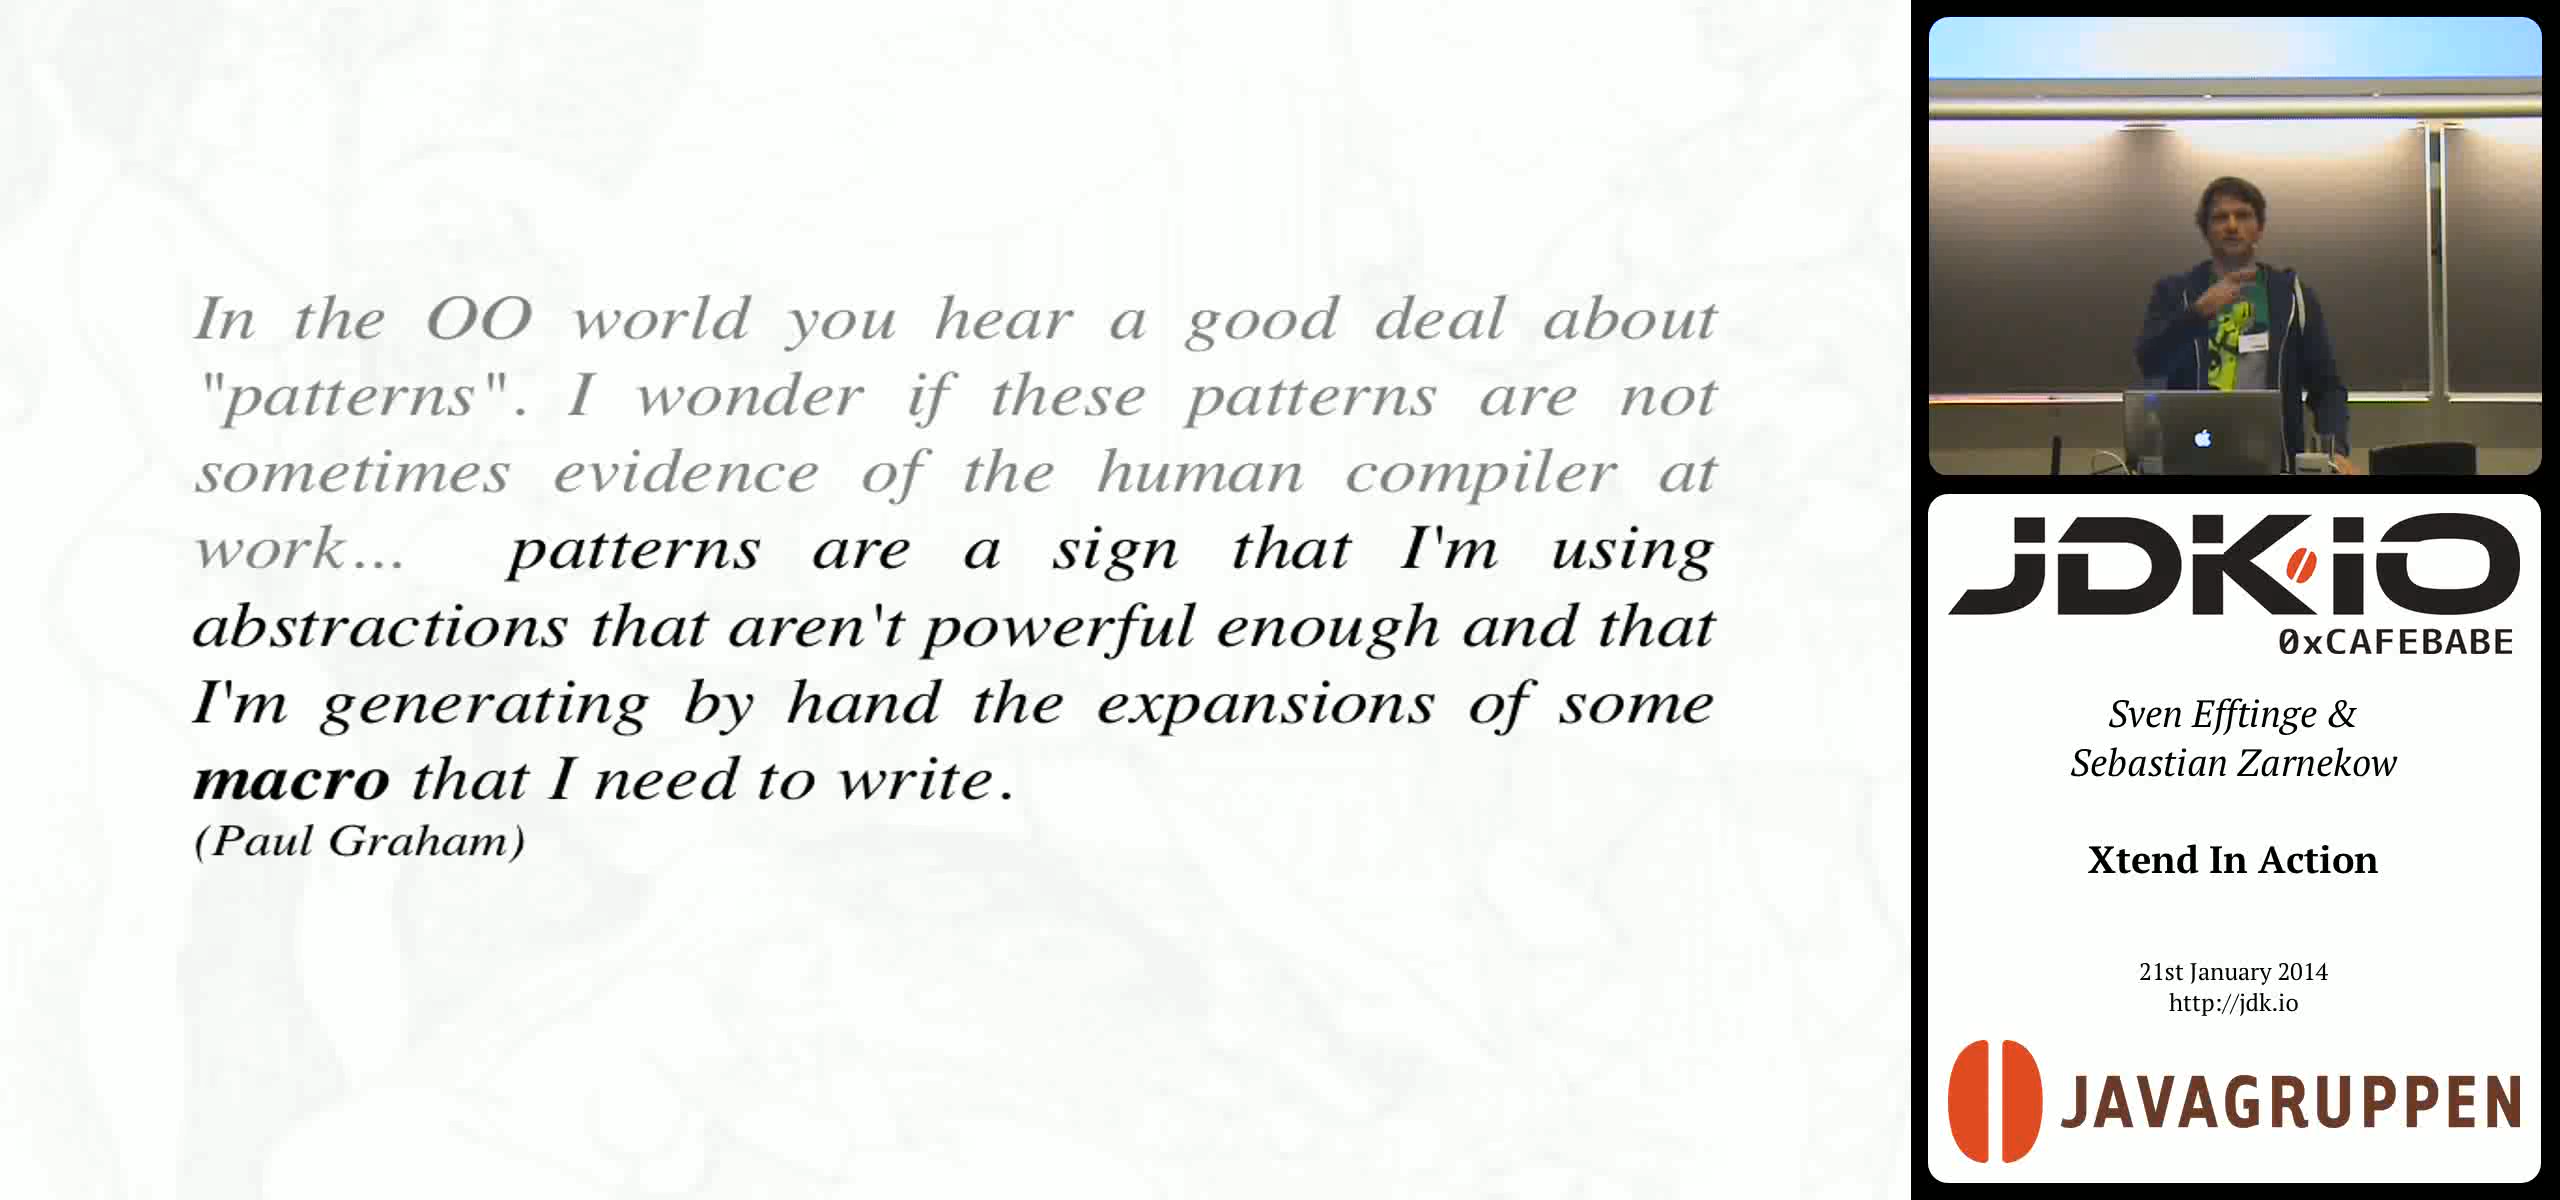 In the OO world you hear a good deal about
"patterns". I wonder if these patterns are not
sometimes evidence of the human compiler at
work... patterns are a sign that I'm using
abstractions that aren't powerful enough and that
I'm generating by hand the expansions of some
macro that I need to write.
(Paul Graham)
JDK.IO
0xCAFEBABE
Sven Efftinge &
Sebastian Zarnekow
Xtend In Action
21st January 2014
http://jdk.io
JAVAGRUPPEN